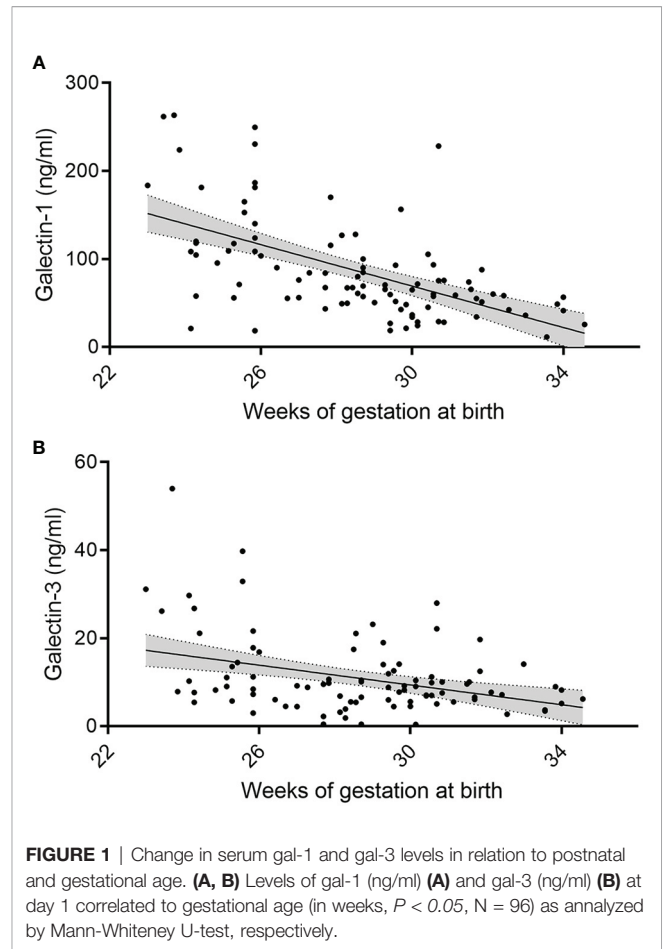 A
300
200
100
0
Galectin-1 (ng/ml)
22
26
30
34
Weeks of gestation at birth
B
60
40
20
0
Galectin-3 (ng/ml)
22
26
30
34
Weeks of gestation at birth
FIGURE 1 | Change in serum gal-1 and gal-3 levels in relation to postnatal
and gestational age. (A, B) Levels of gal-1 (ng/ml) (A) and gal-3 (ng/ml) (B) at
day 1 correlated to gestational age (in weeks, P < 0.05, N = 96) as annalyzed
by Mann-Whiteney U-test, respectively.